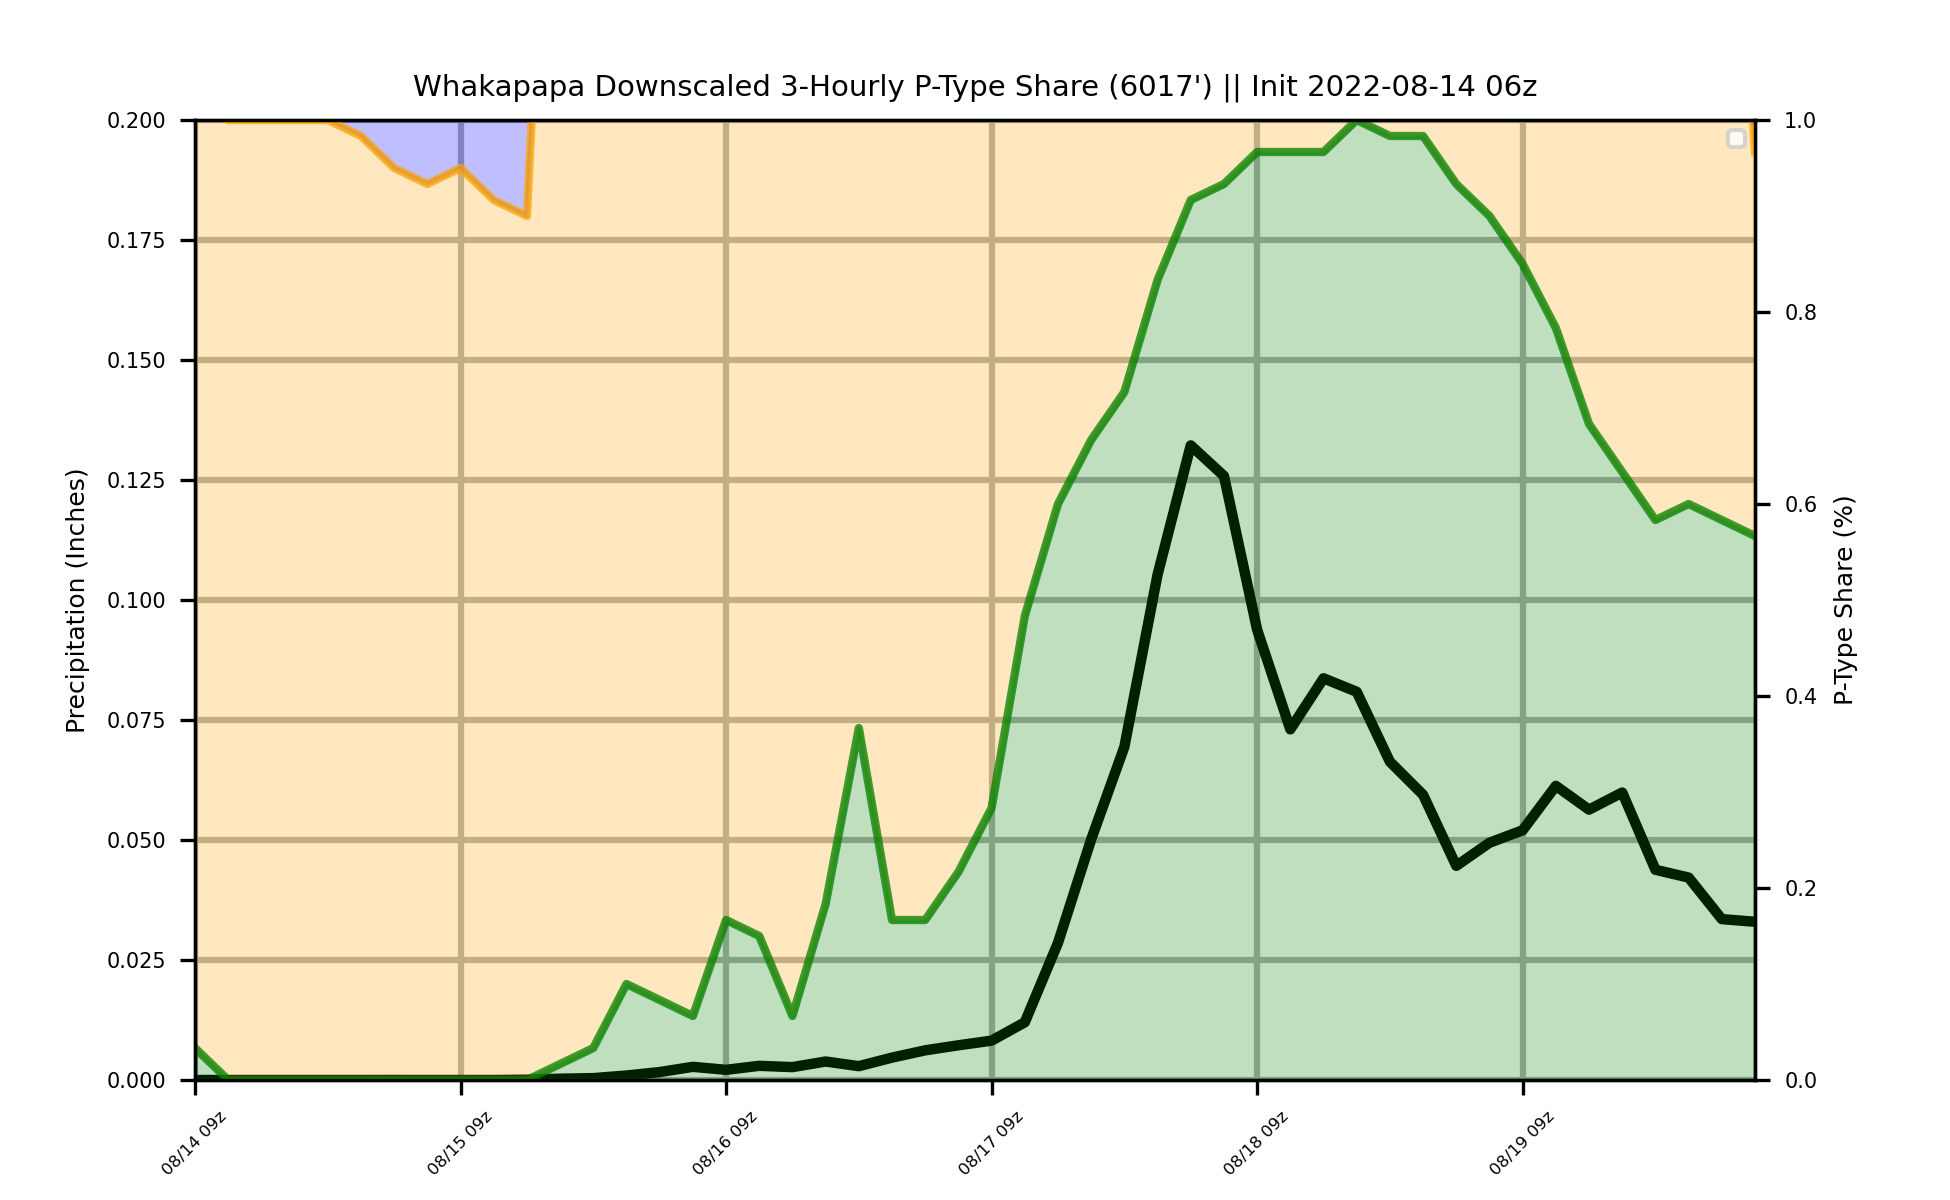 Whakapapa Downscaled 3-Hourly P-Type Share (6017') || Init 2022-08-14 06z
0.200
0.175
0.150
0.125
0.100
0.075
0.050
0.025
0.000
Precipitation (Inches)
1.0
0.8
0.6
0.4
0.2
0.0
P-Type Share (%)
08/14 09z
08/15 09z
08/16 09z
08/17 09z
08/18 09z
08/19 09z